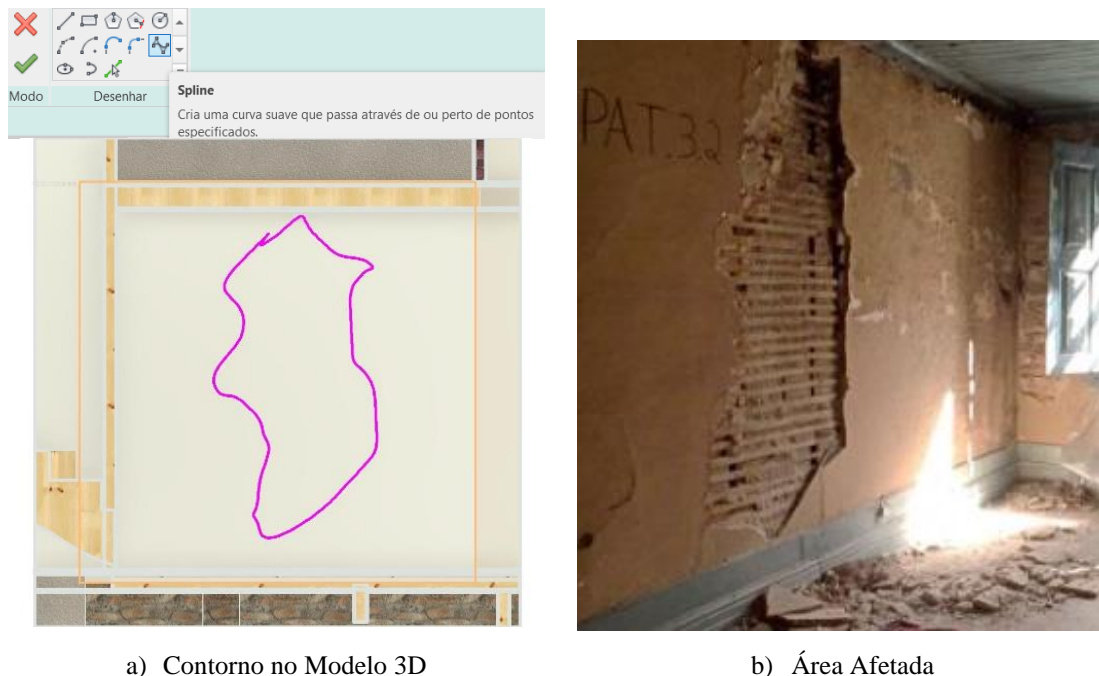 Modo
Desenhar
Spline
Cria uma curva suave que passa através de ou perto de pontos
especificados.
PAT.3.2
a) Contorno no Modelo 3D
b) Área Afetada